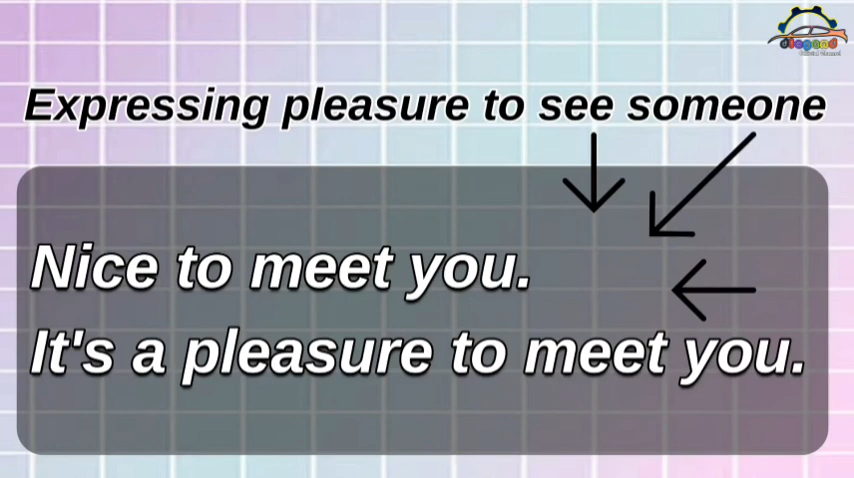 Expressing pleasure to see someone
Nice to meet you.
It's a pleasure to meet you.